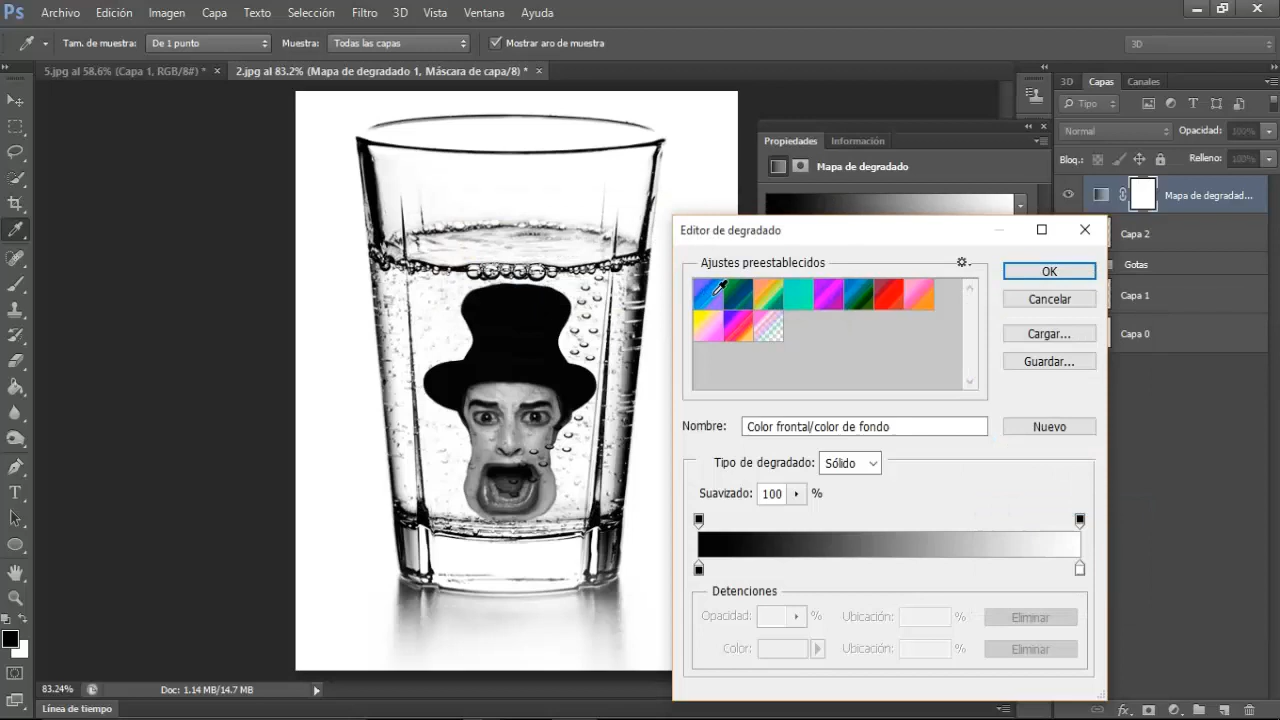 Ps Archivo Edición Imagen Capa Texto Selección Filtro 3D Vista Ventana Ayuda
Tam. de muestra: De 1 punto Muestra: Todas las capas Mostrar aro de muestra 3D
5.jpg al 58.6% (Capa 1, RGB/8#) * × 2.jpg al 83.2% (Mapa de degradado 1, Máscara de capa/8) * ×
3D Capas Canales
Tipo
Propiedades Información
Normal Opacidad: 100%
Mapa de degradado
Bloq.: Relleno: 100%
Mapa de degrad...
Editor de degradado
Capa 2
Ajustes preestablecidos
Gotas
OK
Capa 1
Cancelar
Cargar...
Capa 0
Guardar...
Nombre: Color frontal/color de fondo Nuevo
Tipo de degradado: Sólido
Suavizado: 100 %
Detenciones
Opacidad: % Ubicación: % Eliminar
Color: Ubicación: % Eliminar
83.24% Doc: 1.14 MB/14.7 MB
Línea de tiempo